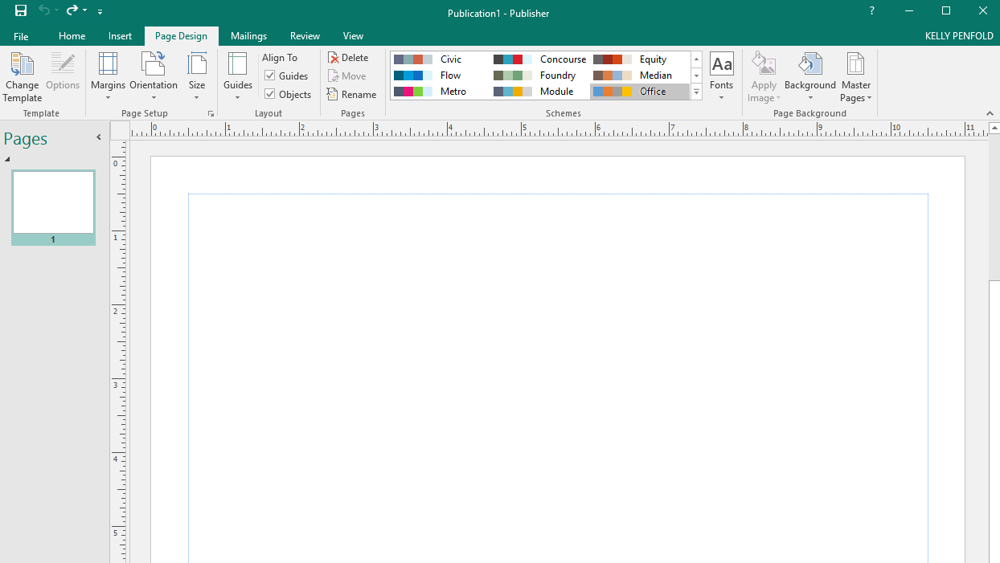 Publication1 - Publisher
?
File Home Insert Page Design Mailings Review View KELLY PENFOLD
Change Template
Options
Template
Margins
Orientation
Size
Page Setup
Guides
Align To
Guides
Objects
Layout
Delete
Move
Rename
Pages
Civic Concourse Equity
Flow Foundry Median
Metro Module Office
Schemes
Aa
Fonts
Apply Image
Background
Master Pages
Page Background
Pages
1
0 1 2 3 4 5 6 7 8 9 10 11
0
1
2
3
4
5